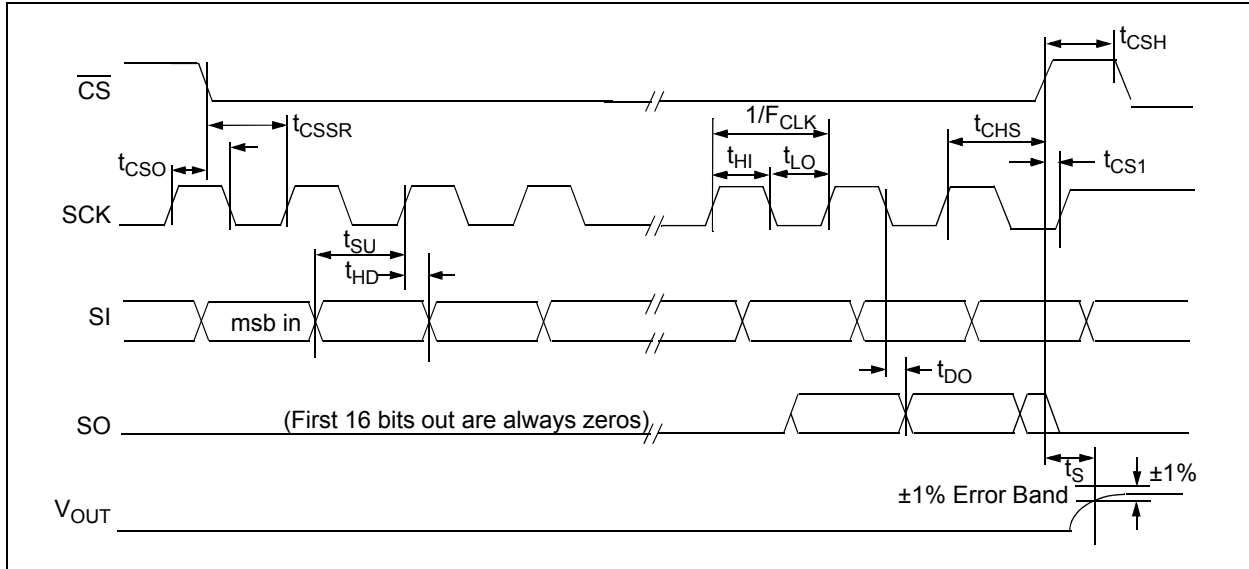 tCSH
CS
1/FCLK
tCSSR
tCHS
tCSO
tHI
tLO
tCS1
SCK
tSU
tHD
SI
msb in
tDO
SO
(First 16 bits out are always zeros)
tS
±1%
±1% Error Band
VOUT